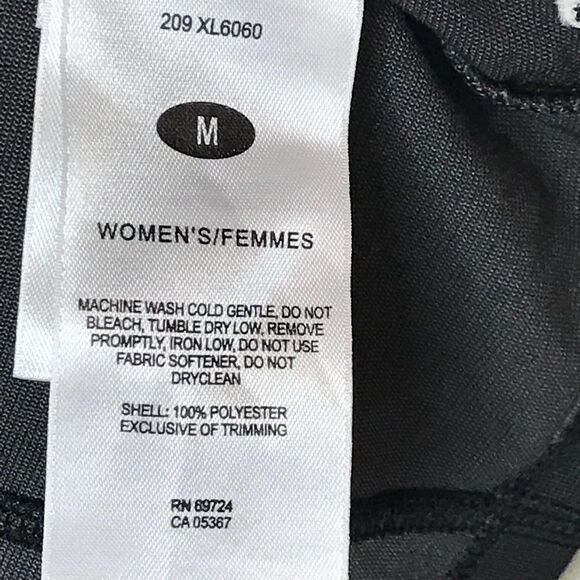 209 XL6060
M
WOMEN'S/FEMMES
MACHINE WASH COLD GENTLE, DO NOT
BLEACH, TUMBLE DRY LOW, REMOVE
PROMPTLY, IRON LOW, DO NOT USE
FABRIC SOFTENER, DO NOT
DRYCLEAN
SHELL: 100% POLYESTER
EXCLUSIVE OF TRIMMING
RN 69724
CA 05367